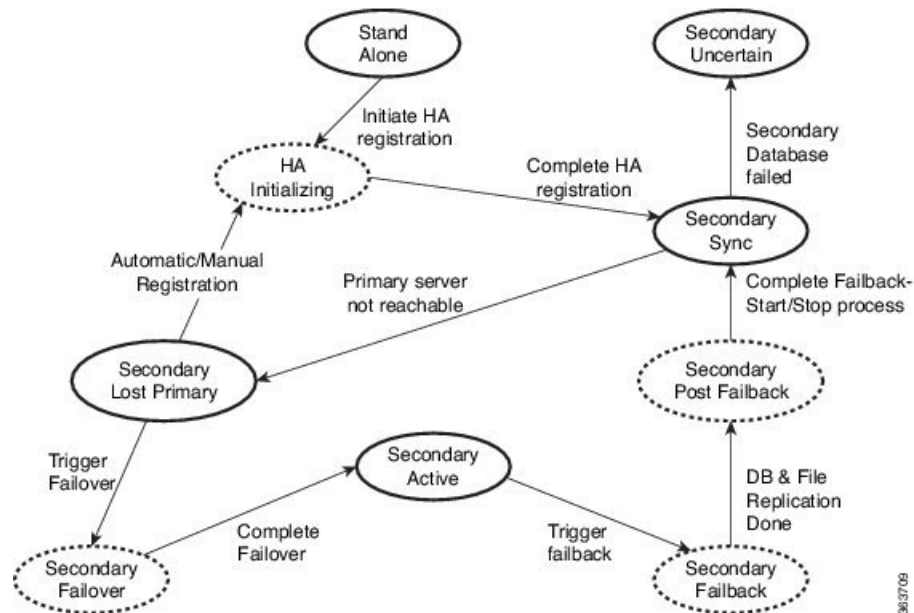 Stand
Alone
Secondary
Uncertain
Initiate HA
registration
Secondary
Database
failed
HA
Initializing
Complete HA
registration
Secondary
Sync
Automatic/Manual
Registration
Primary server
not reachable
Complete Failback-
Start/Stop process
Secondary
Lost Primary
Secondary
Post Failback
Trigger
Failover
Secondary
Active
DB & File
Replication
Done
Complete
Failover
Trigger
failback
Secondary
Failover
Secondary
Failback
363709